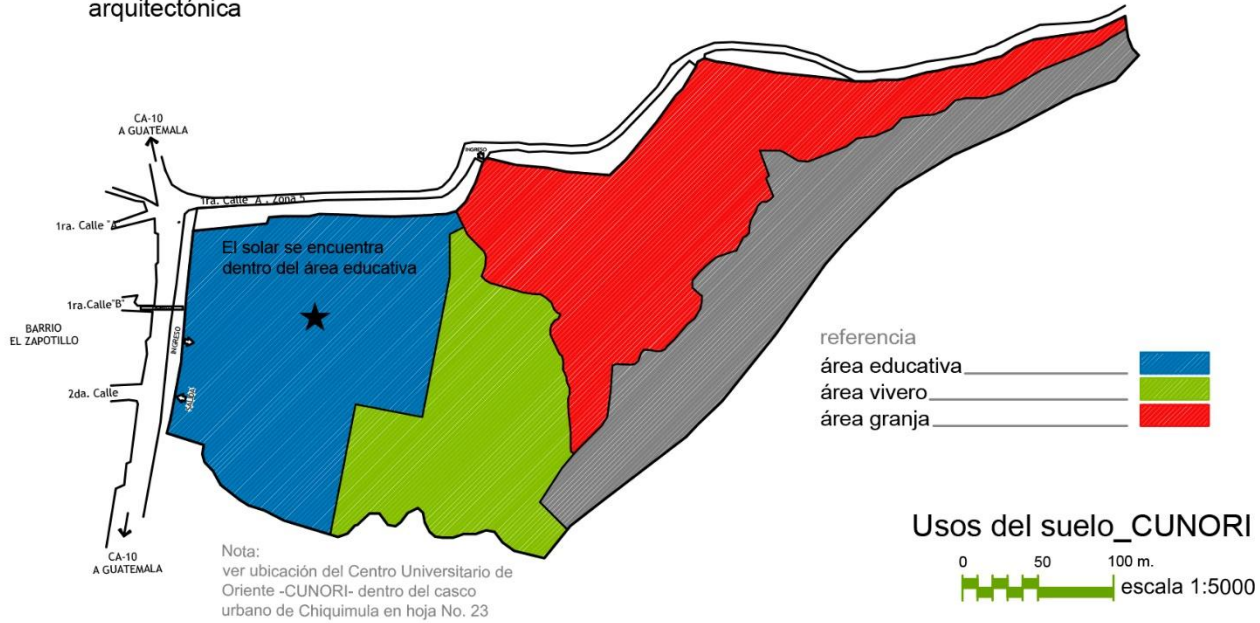 arquitectónica
CA-10
A GUATEMALA
INGRESO
1ra. Calle A . Zona 5
1ra. Calle "A"
El solar se encuentra
dentro del área educativa
1ra.Calle"B"
BARRIO
EL ZAPOTILLO
INGRESO
2da. Calle
SALIDA
referencia
área educativa
área vivero
área granja
CA-10
A GUATEMALA
Nota:
ver ubicación del Centro Universitario de
Oriente -CUNORI- dentro del casco
urbano de Chiquimula en hoja No. 23
Usos del suelo_CUNORI
0 50 100 m.
escala 1:5000